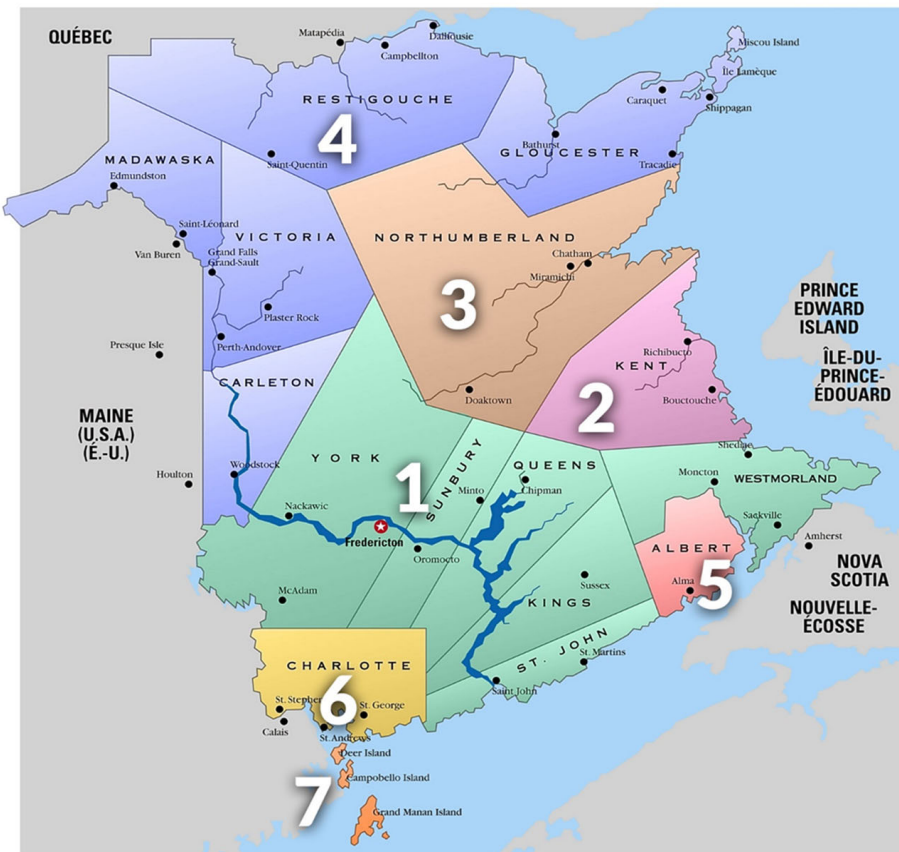 QUÉBEC
Matapédia
Dalhousie
Campbellton
Miscou Island
Île Lamèque
Caraquet
Shippagan
RESTIGOUCHE
4
Bathurst
GLOUCESTER
Tracadie
MADAWASKA
Saint-Quentin
Edmundston
Saint-Léonard
Van Buren
VICTORIA
NORTHUMBERLAND
Grand Falls
Grand-Sault
Chatham
Miramichi
3
PRINCE
EDWARD
ISLAND
ÎLE-DU-
PRINCE-
ÉDOUARD
Plaster Rock
Perth-Andover
Presque Isle
Richibucto
KENT
CARLETON
Doaktown
Bouctouche
2
MAINE
(U.S.A.)
(É.-U.)
Houlton
Woodstock
YORK
1
SUNBURY
QUEENS
Minto
Chipman
Shediac
Moncton
WESTMORLAND
Nackawic
Fredericton
Oromocto
Sackville
Amherst
ALBERT
5
Alma
NOVA
SCOTIA
NOUVELLE-
ÉCOSSE
McAdam
Sussex
KINGS
ST. JOHN
St. Martins
Saint John
CHARLOTTE
6
St. Stephen
St. George
Calais
St. Andrews
Deer Island
7
Campobello Island
Grand Manan Island